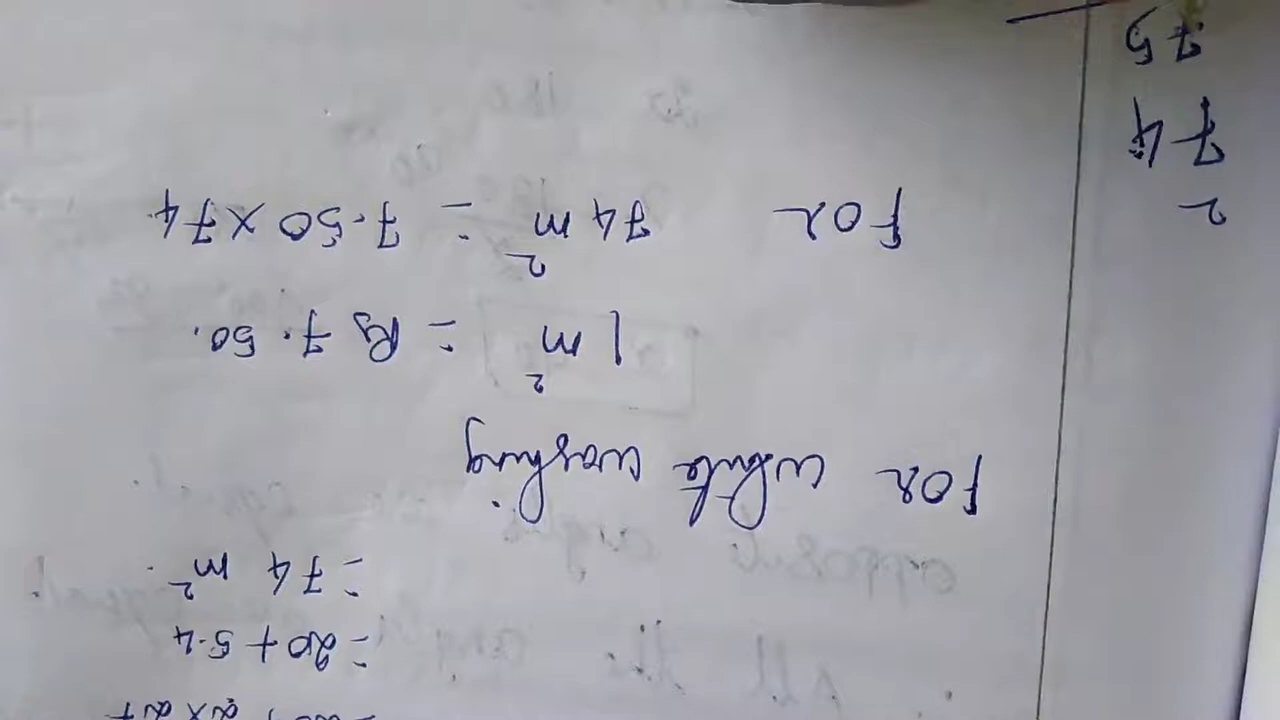 = 20 + 5.4
= 74 m².
For white washing
1 m² = Rs 7.50.
For 74 m² = 7.50 × 74
2
74
75